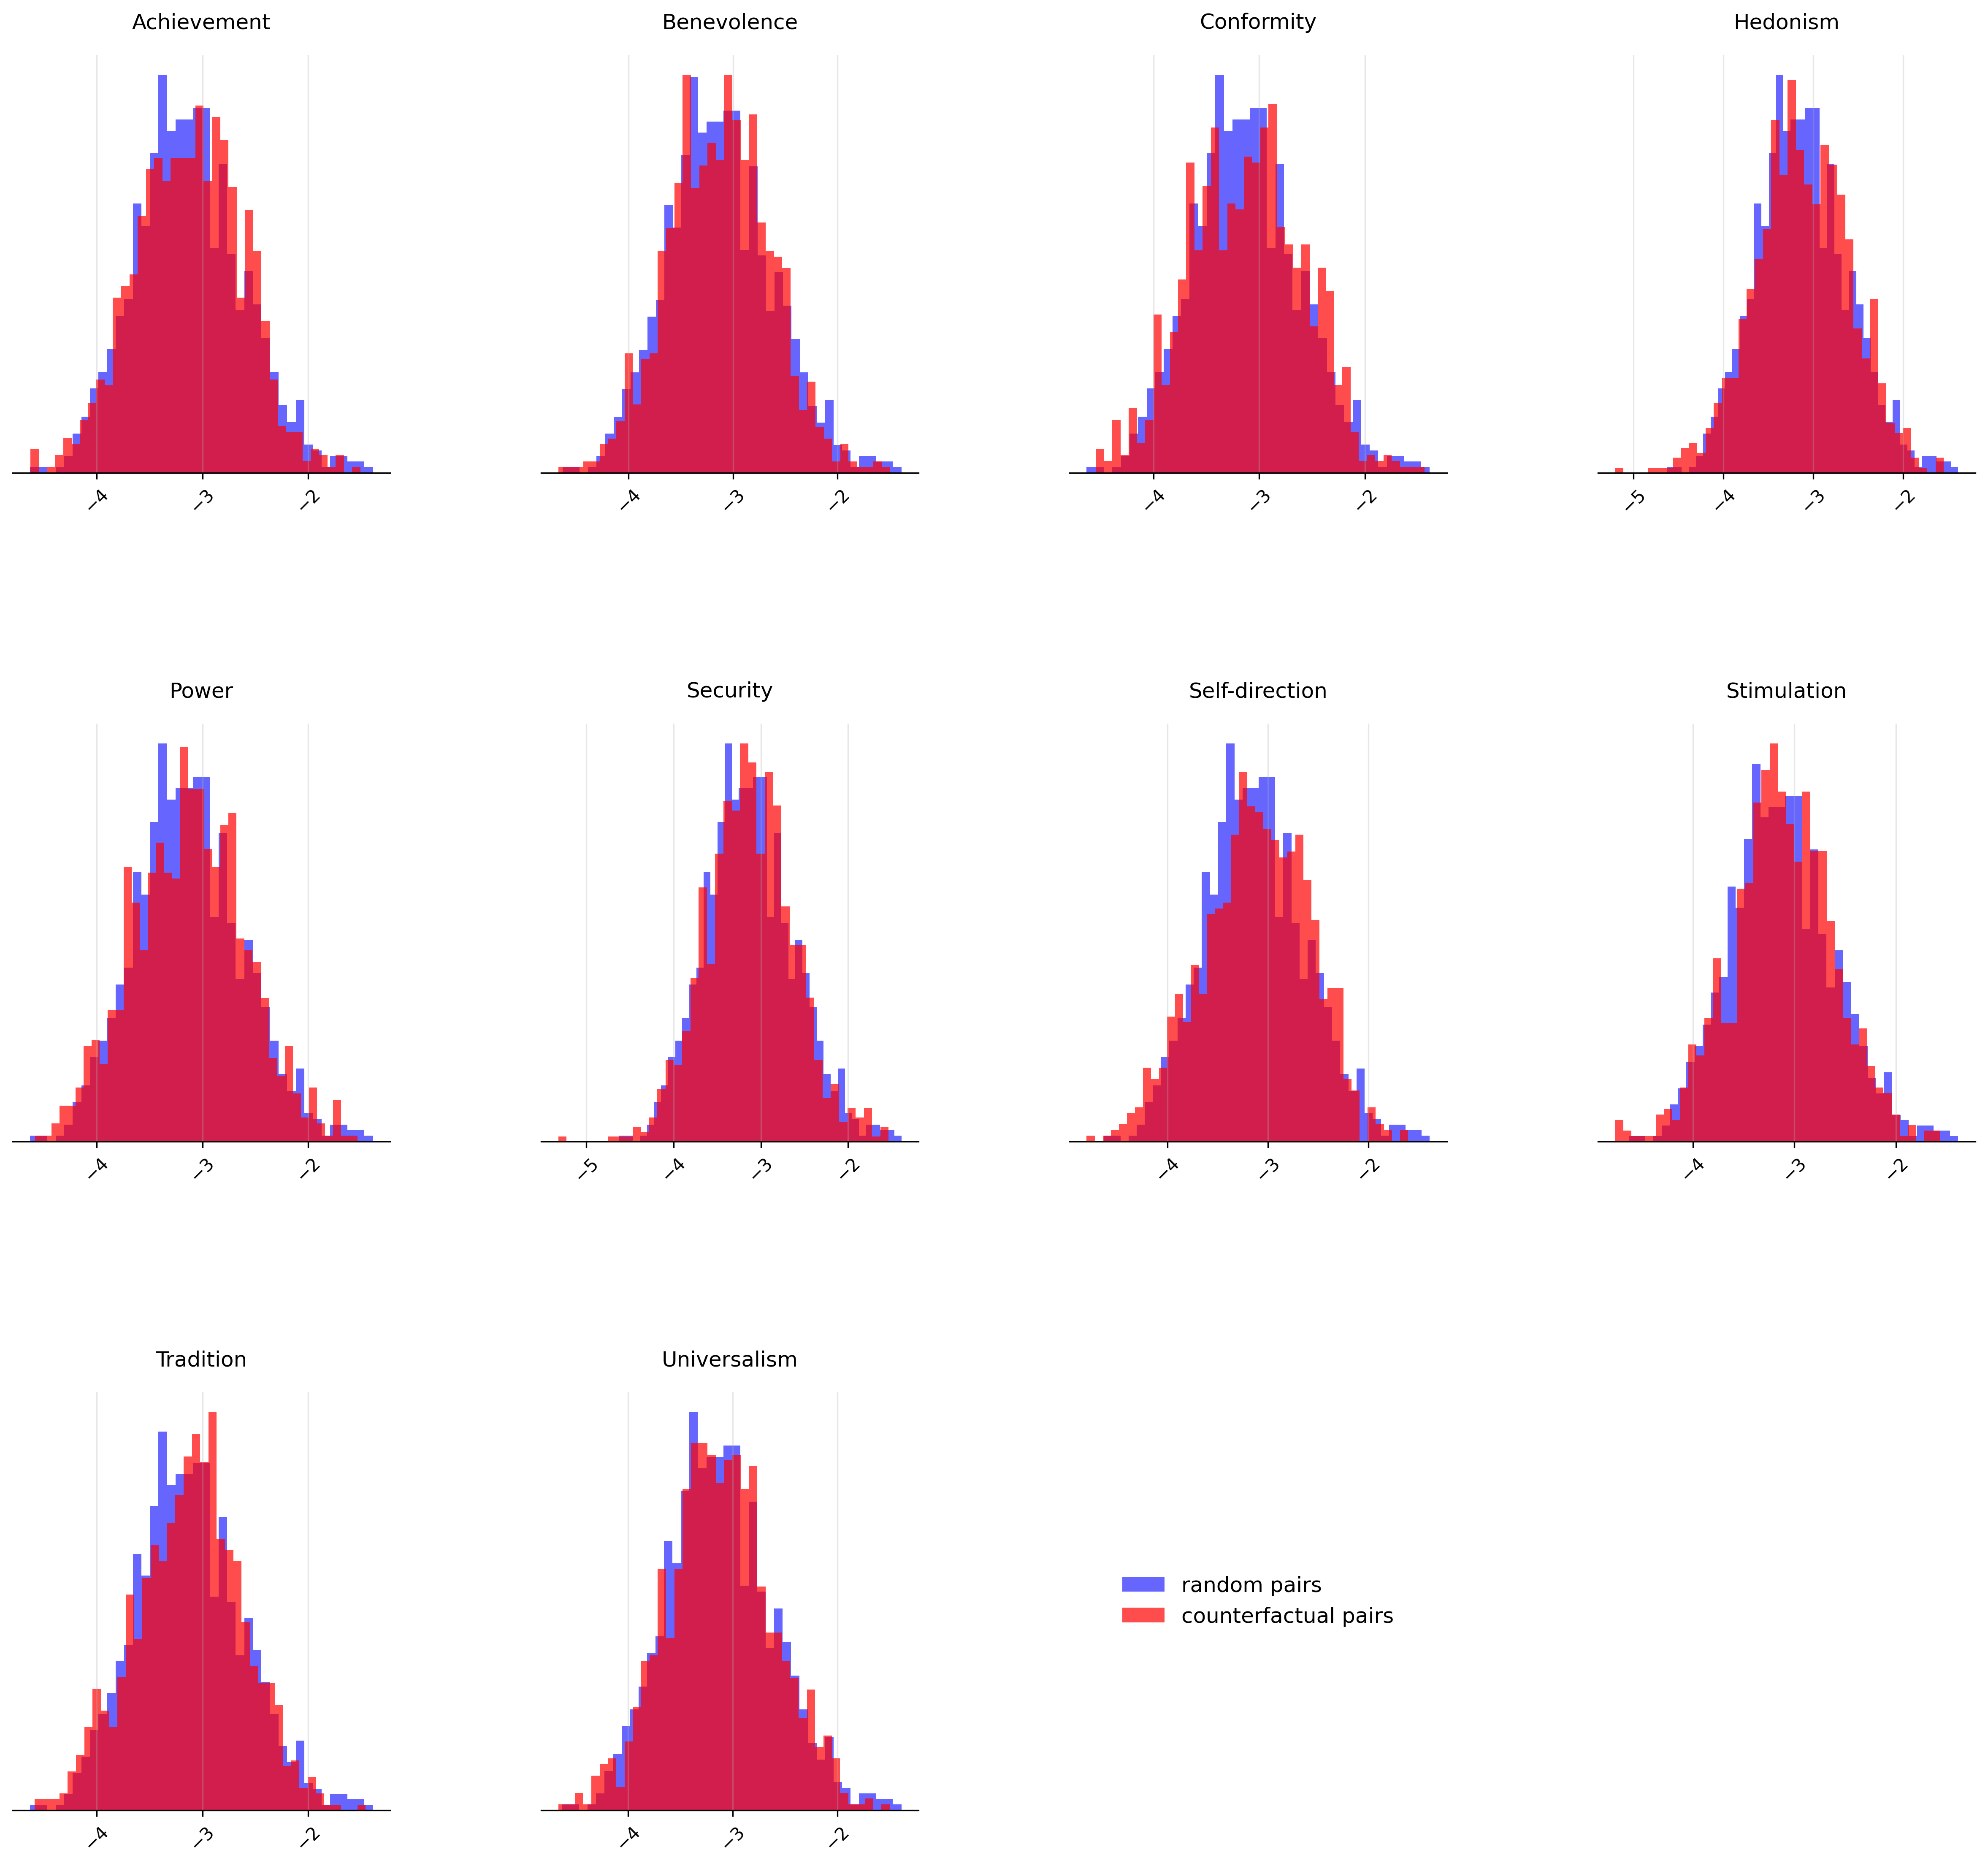 Achievement
Benevolence
Conformity
Hedonism
−4 −3 −2
−4 −3 −2
−4 −3 −2
−5 −4 −3 −2
Power
Security
Self-direction
Stimulation
−4 −3 −2
−5 −4 −3 −2
−4 −3 −2
−4 −3 −2
Tradition
Universalism
random pairs
counterfactual pairs
−4 −3 −2
−4 −3 −2